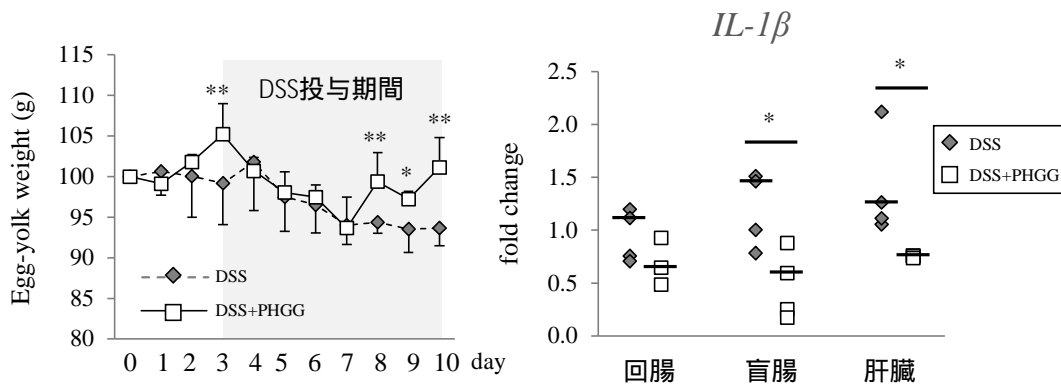 IL-1β
115
110
105
100
95
90
85
80
Egg-yolk weight (g)
DSS投与期間
**
**
*
**
DSS
DSS+PHGG
0 1 2 3 4 5 6 7 8 9 10 day
2.5
2.0
1.5
1.0
0.5
0.0
fold change
*
*
回腸 盲腸 肝臓
DSS
DSS+PHGG